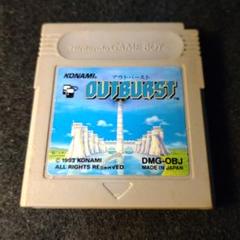 Nintendo GAME BOY
KONAMI
アウトバースト
OUTBURST
TM
© 1993 KONAMI
ALL RIGHTS RESERVED
DMG-OBJ
MADE IN JAPAN